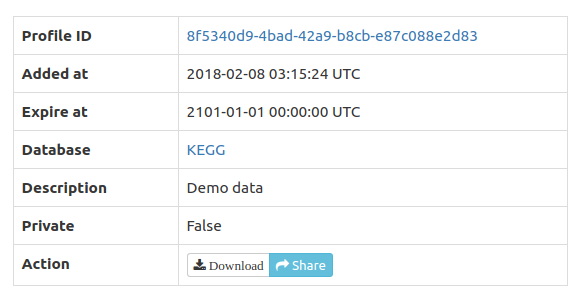 Profile ID 8f5340d9-4bad-42a9-b8cb-e87c088e2d83
Added at 2018-02-08 03:15:24 UTC
Expire at 2101-01-01 00:00:00 UTC
Database KEGG
Description Demo data
Private False
Action Download Share